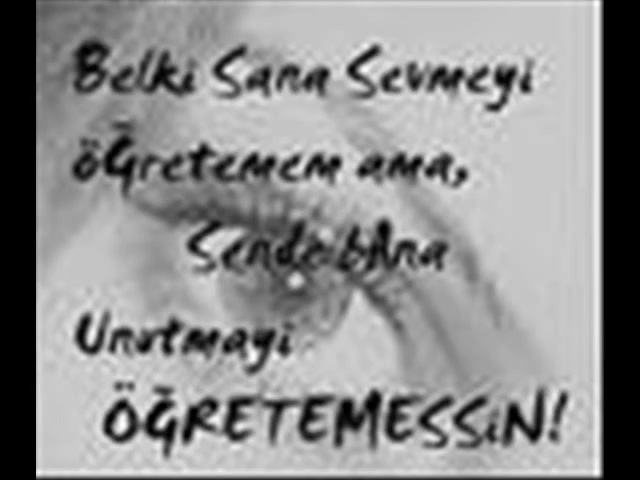 Belki Sana Sevmeyi
öĞretemem ama,
Sende bAna
Unutmayi
ÖĞRETEMESSiN!